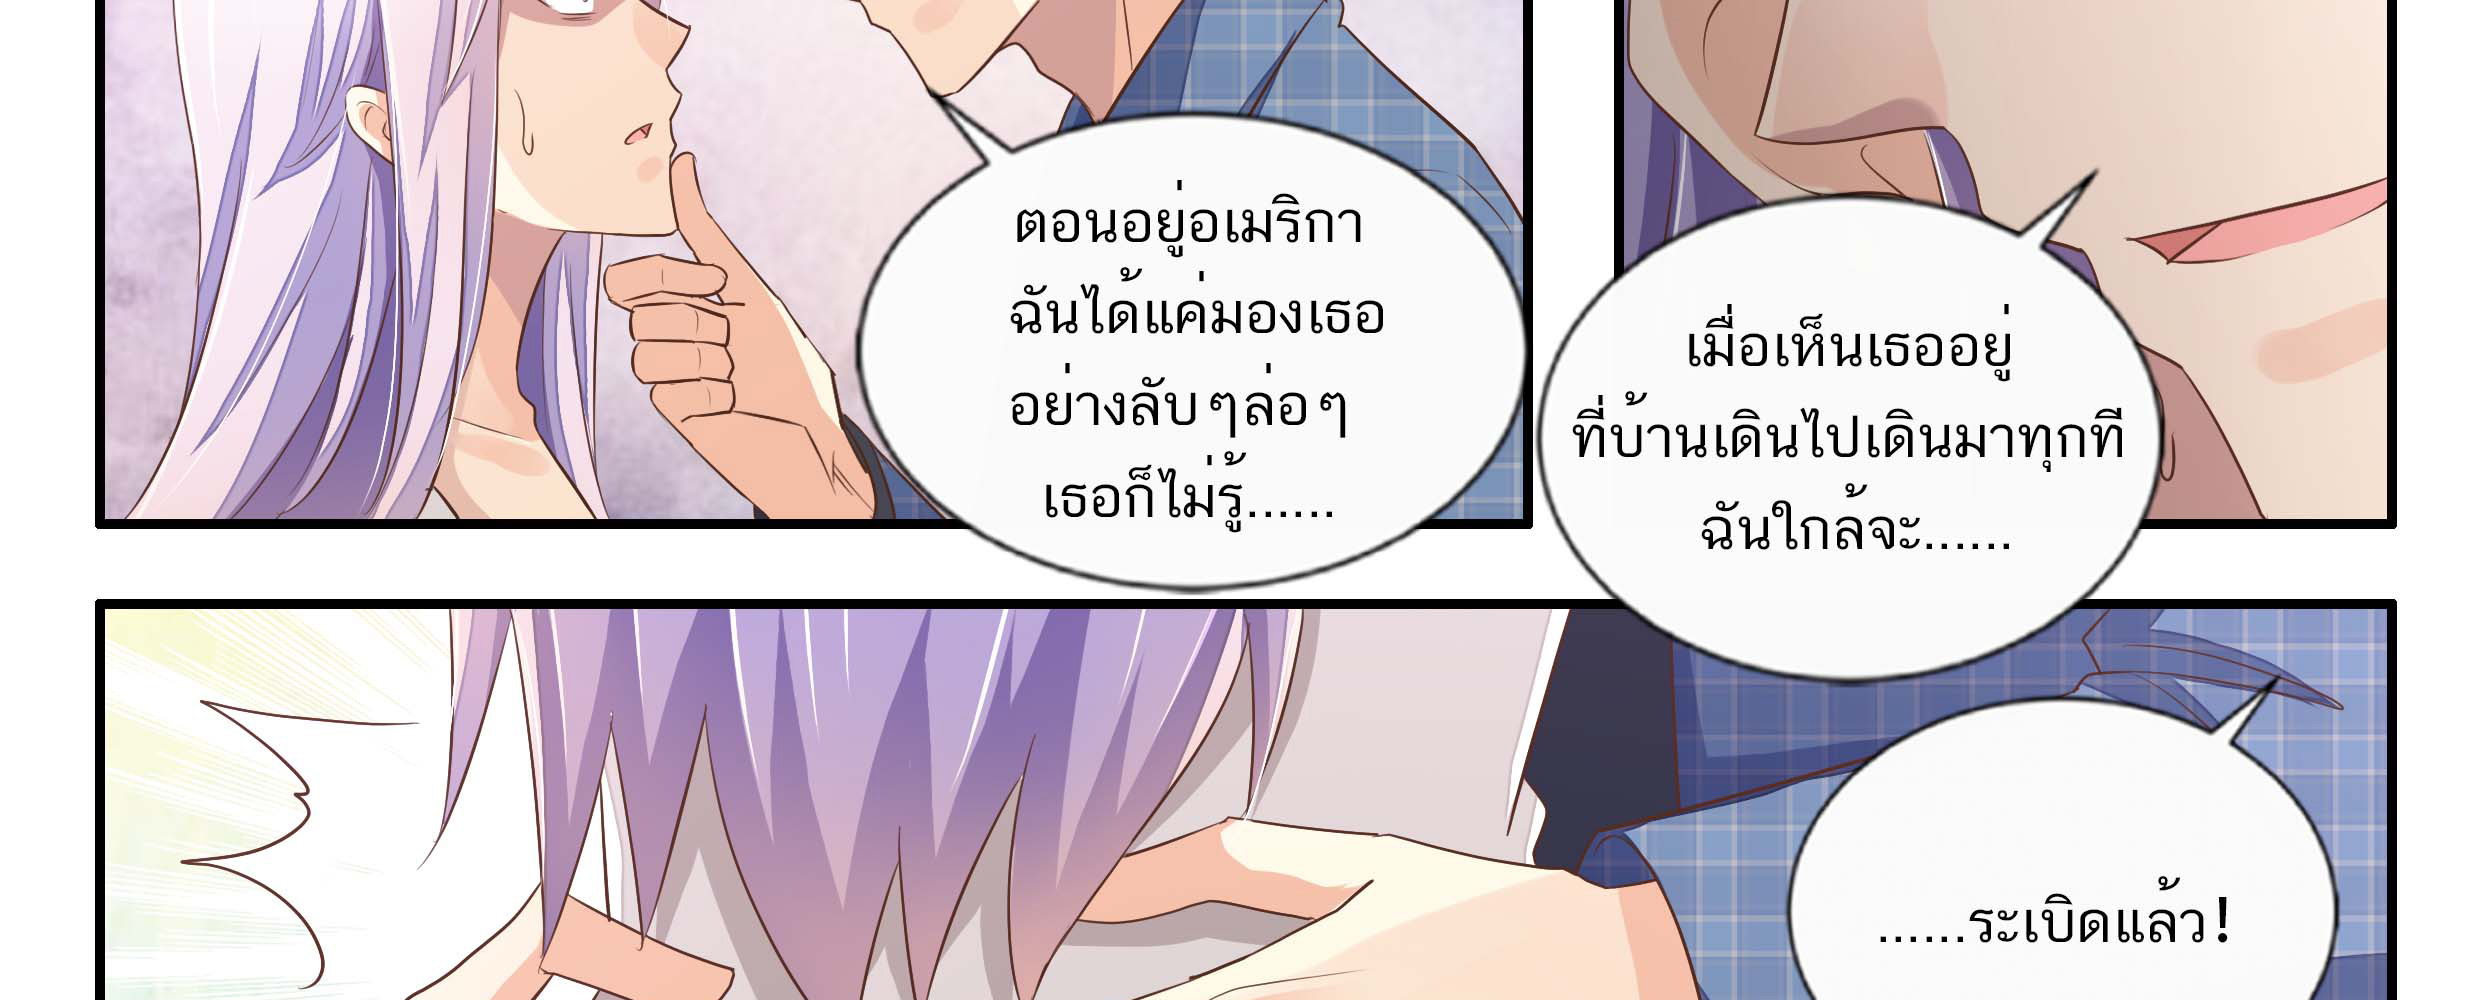 ตอนอยู่อเมริกา
ฉันได้แค่มองเธอ
อย่างลับๆล่อๆ
เธอก็ไม่รู้......
เมื่อเห็นเธออยู่
ที่บ้านเดินไปเดินมาทุกที
ฉันใกล้จะ......
......ระเบิดแล้ว!